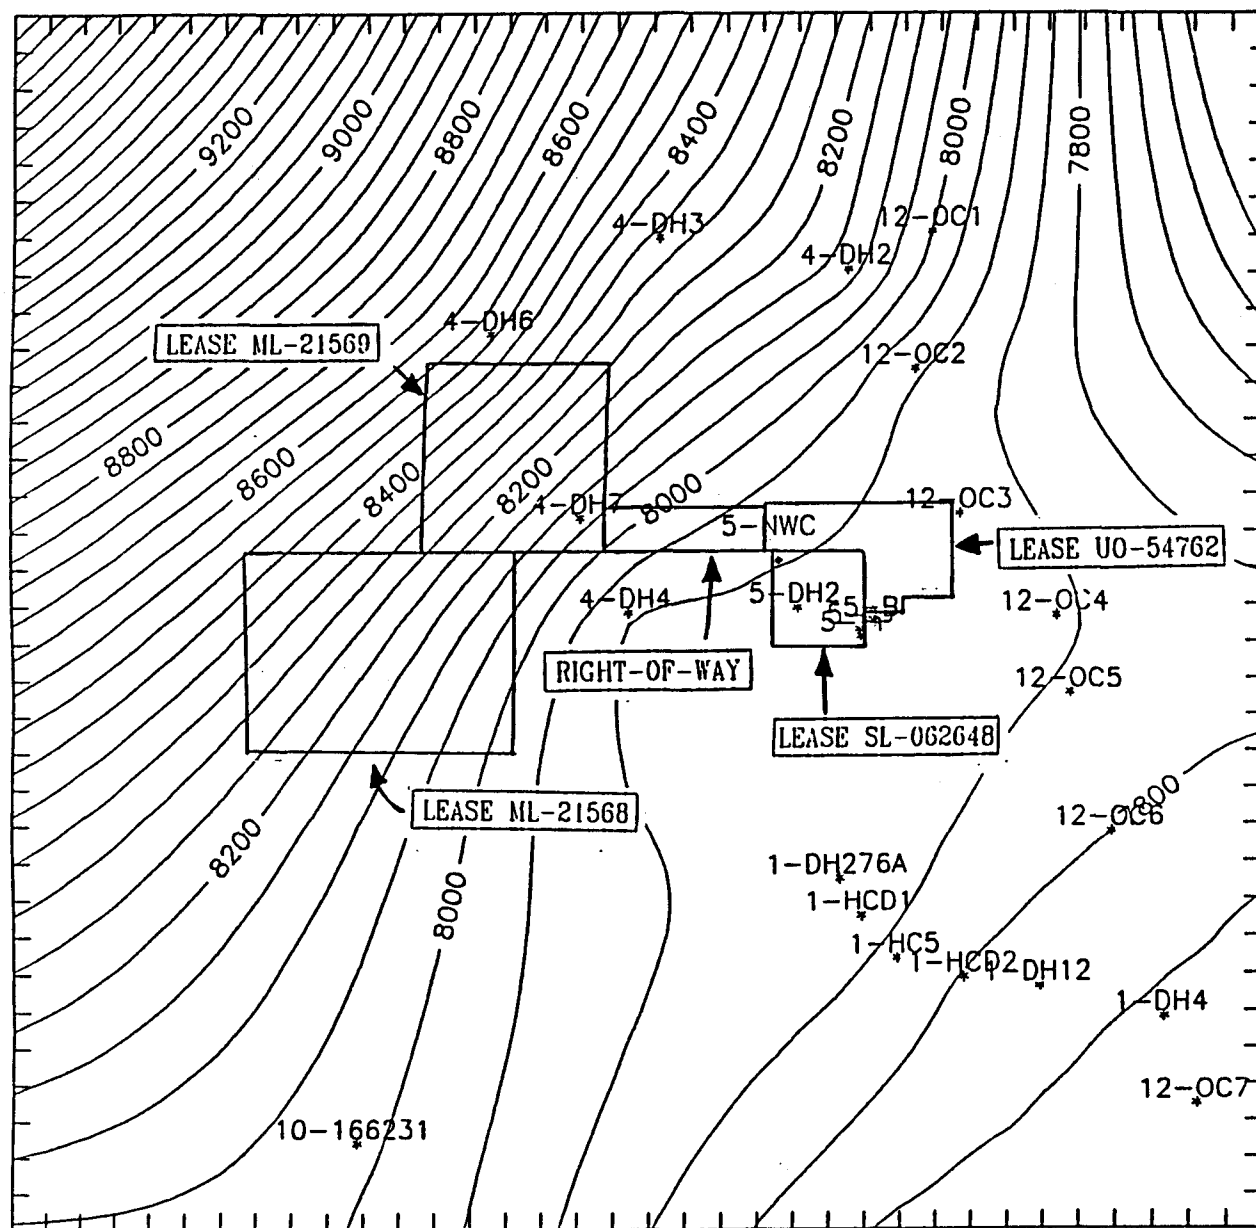 9200
9000
8800
8600
8400
8200
8000
7800
4-DH3
12-OC1
4-DH2
4-DH6
LEASE ML-21569
12-OC2
8800
8600
8400
8200
8000
4-DH7
5-NWC
12-OC3
LEASE UO-54762
4-DH4
5-DH2
12-OC4
RIGHT-OF-WAY
12-OC5
LEASE SL-062648
LEASE ML-21568
8200
8000
12-OC6
1-DH276A
1-HCD1
1-HC5
1-HCD2
DH12
1-DH4
12-OC7
10-166231